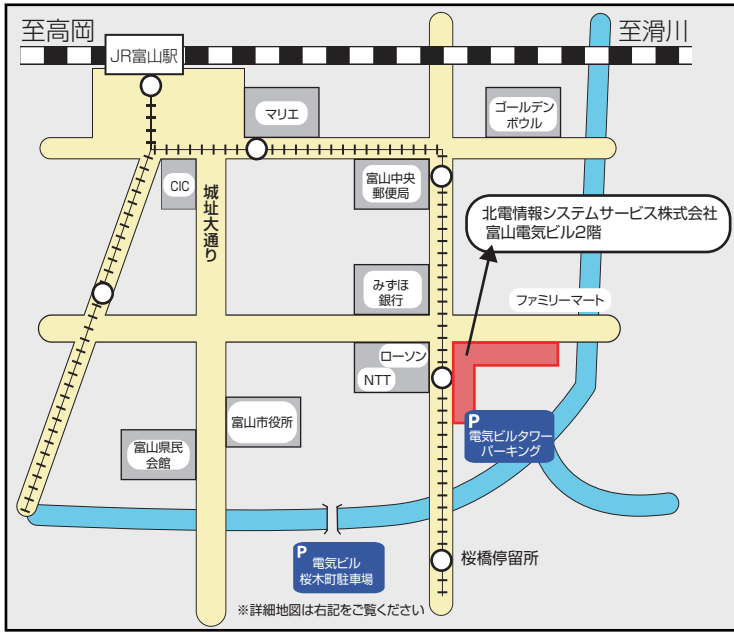 至高岡
至滑川
JR富山駅
マリエ
ゴールデン
ボウル
CIC
城址大通り
富山中央
郵便局
北電情報システムサービス株式会社
富山電気ビル2階
みずほ
銀行
ファミリーマート
ローソン
NTT
富山市役所
P
電気ビルタワー
パーキング
富山県民
会館
P
電気ビル
桜木町駐車場
桜橋停留所
※詳細地図は右記をご覧ください